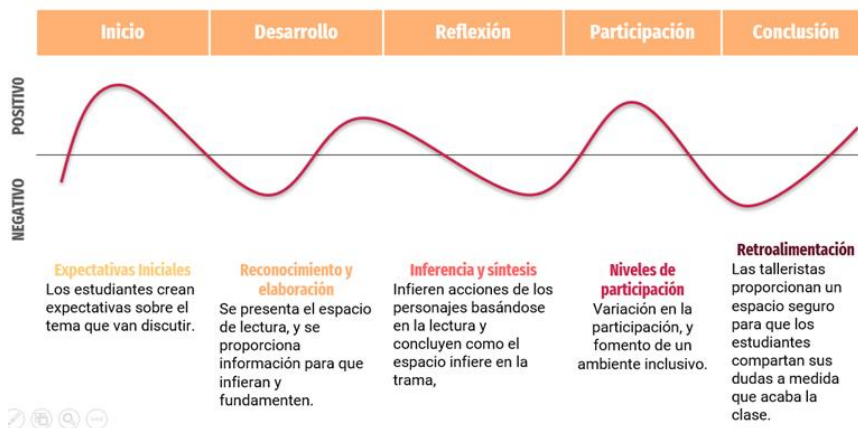 Inicio
Desarrollo
Reflexión
Participación
Conclusión
POSITIVO
NEGATIVO
Expectativas Iniciales
Los estudiantes crean
expectativas sobre el
tema que van discutir.
Reconocimiento y
elaboración
Se presenta el espacio
de lectura, y se
proporciona
información para que
infieran y
fundamenten.
Inferencia y síntesis
Infieren acciones de los
personajes basándose
en la lectura y
concluyen como el
espacio infiere en la
trama,
Niveles de
participación
Variación en la
participación, y
fomento de un
ambiente inclusivo.
Retroalimentación
Las talleristas
proporcionan un
espacio seguro
para que los
estudiantes
compartan sus
dudas a medida
que acaba la
clase.